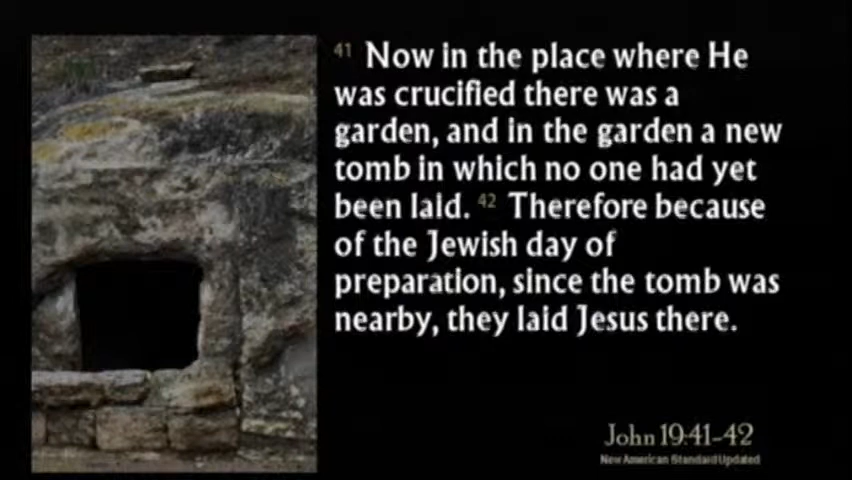 41 Now in the place where He
was crucified there was a
garden, and in the garden a new
tomb in which no one had yet
been laid. 42 Therefore because
of the Jewish day of
preparation, since the tomb was
nearby, they laid Jesus there.
John 19:41-42
New American Standard Updated